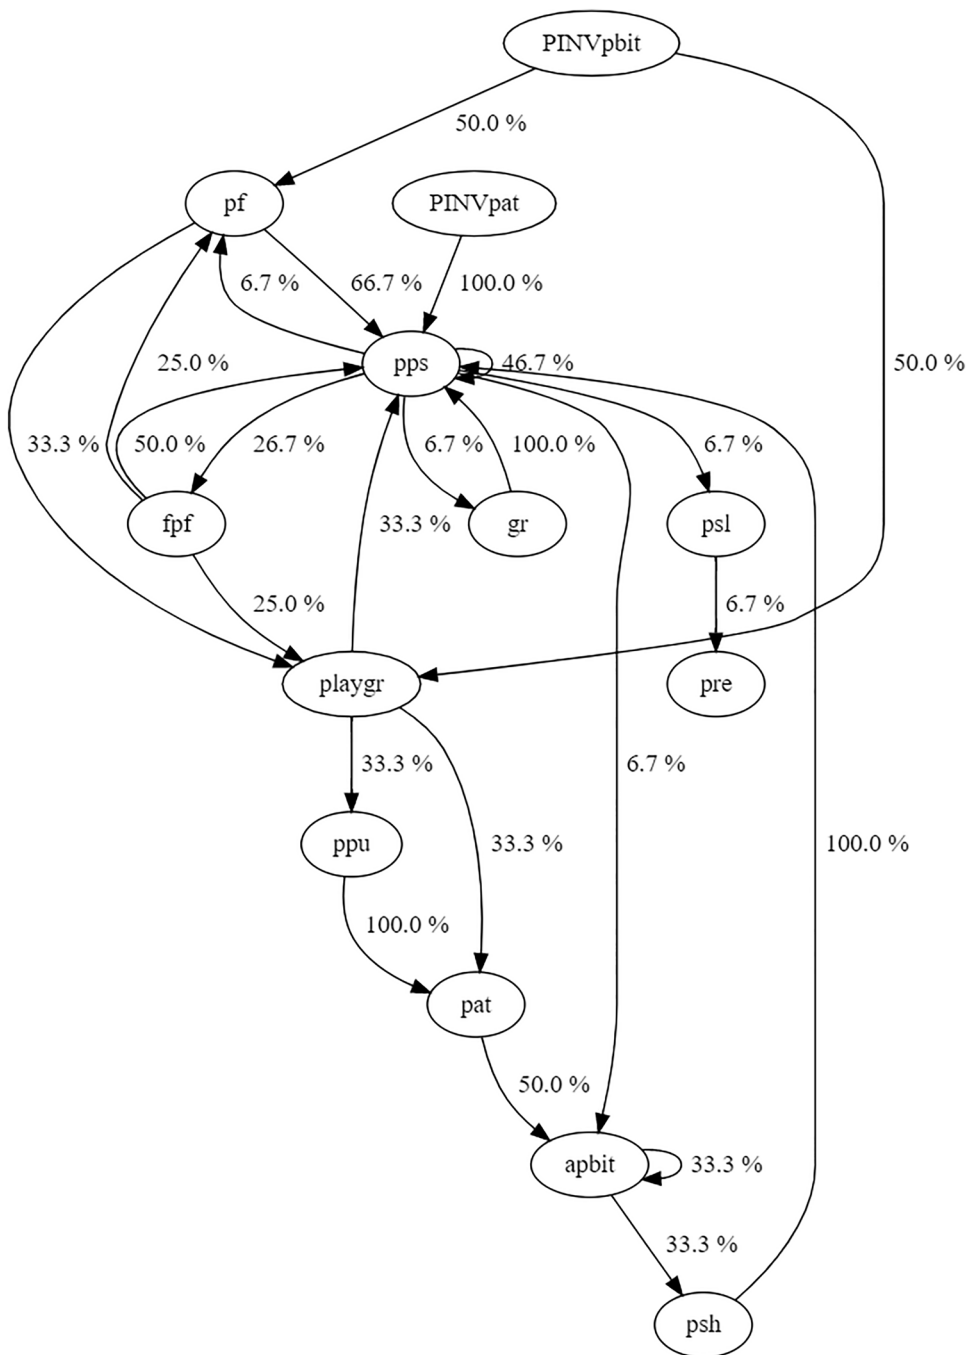 PINVpbit
50.0 %
pf
PINVpat
6.7 %
66.7 %
100.0 %
25.0 %
pps
46.7 %
50.0 %
33.3 %
50.0 %
26.7 %
6.7 %
100.0 %
6.7 %
fpf
33.3 %
gr
psl
25.0 %
6.7 %
playgr
pre
33.3 %
6.7 %
ppu
33.3 %
100.0 %
100.0 %
pat
50.0 %
apbit
33.3 %
33.3 %
psh